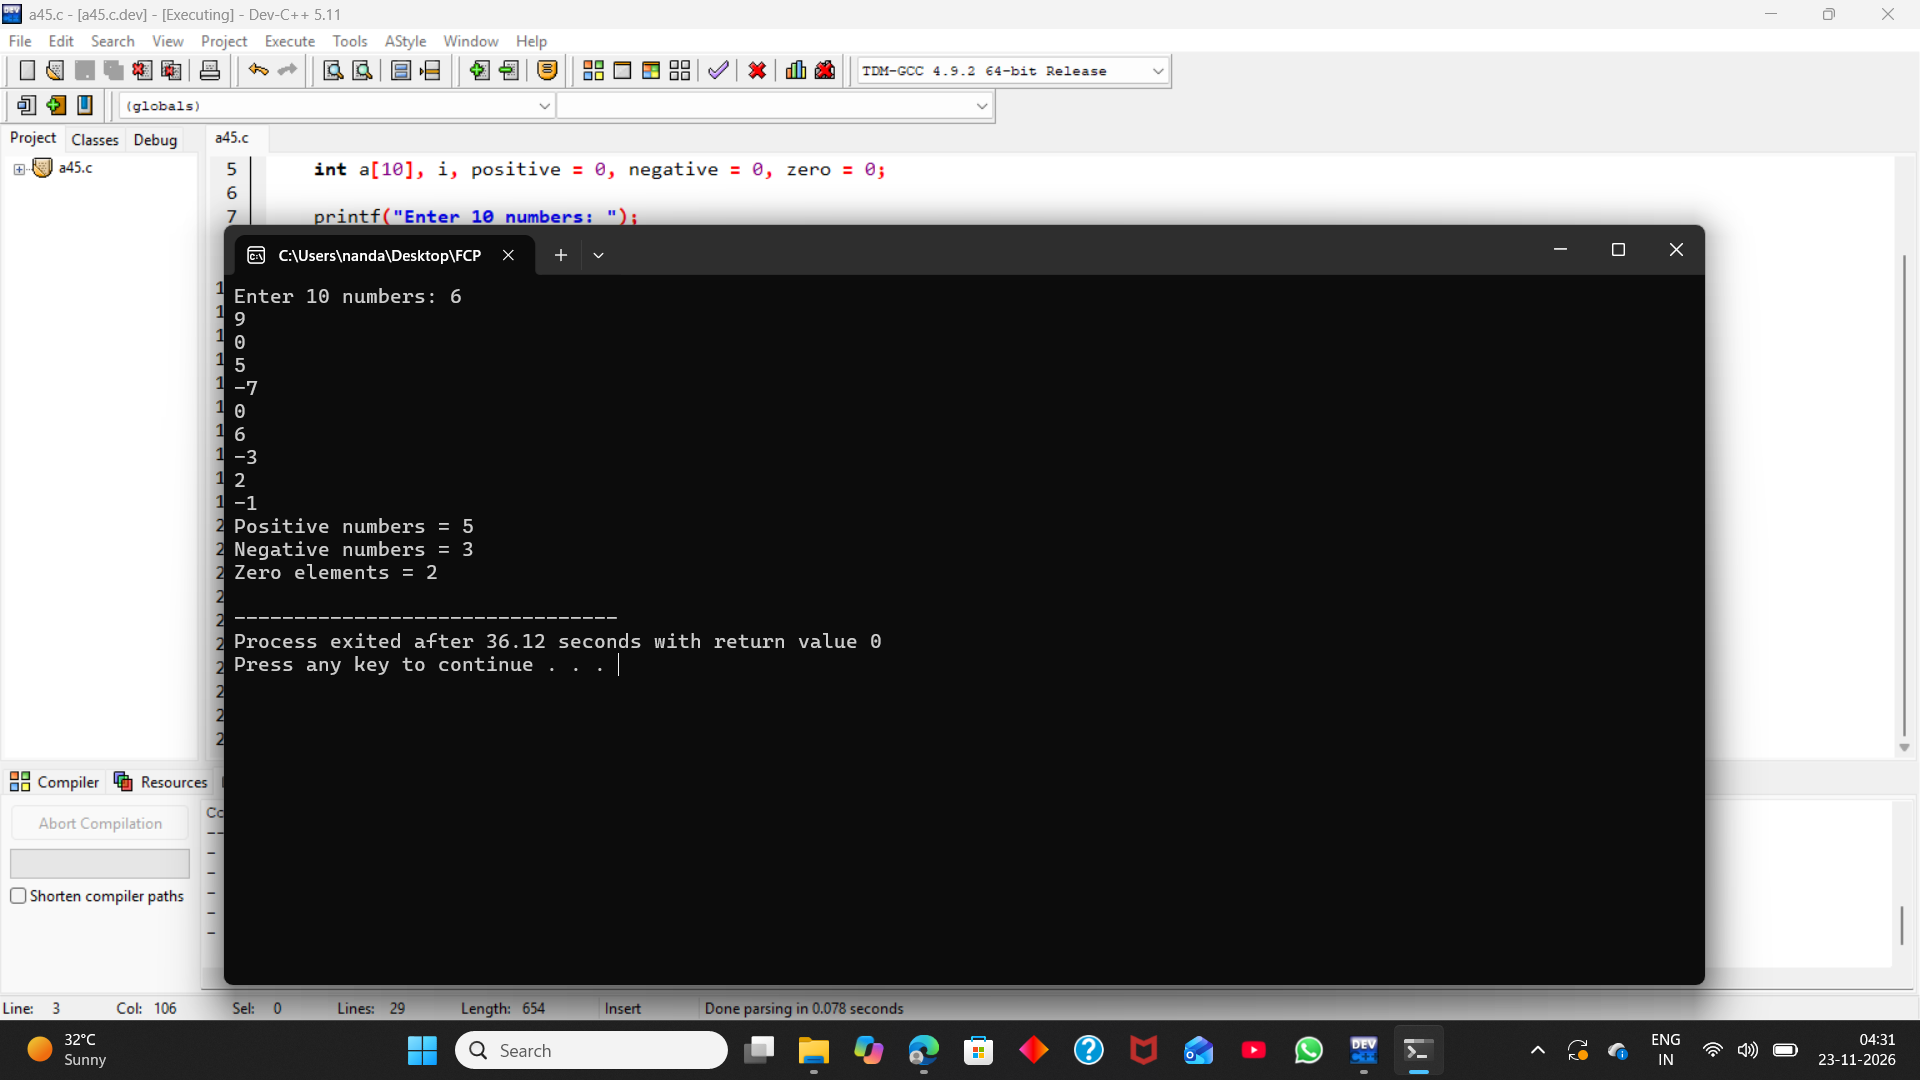 a45.c - [a45.c.dev] - [Executing] - Dev-C++ 5.11
File Edit Search View Project Execute Tools AStyle Window Help
TDM-GCC 4.9.2 64-bit Release
(globals)
Project Classes Debug
a45.c
a45.c
5 int a[10], i, positive = 0, negative = 0, zero = 0;
6
7 printf("Enter 10 numbers: ");
C:\Users\nanda\Desktop\FCP
Enter 10 numbers: 6
9
0
5
-7
0
6
-3
2
-1
Positive numbers = 5
Negative numbers = 3
Zero elements = 2
--------------------------------
Process exited after 36.12 seconds with return value 0
Press any key to continue . . .
Compiler Resources
Abort Compilation
Shorten compiler paths
Line: 3 Col: 106 Sel: 0 Lines: 29 Length: 654 Insert Done parsing in 0.078 seconds
32°C
Sunny
Search
DEV
ENG
IN
04:31
23-11-2026